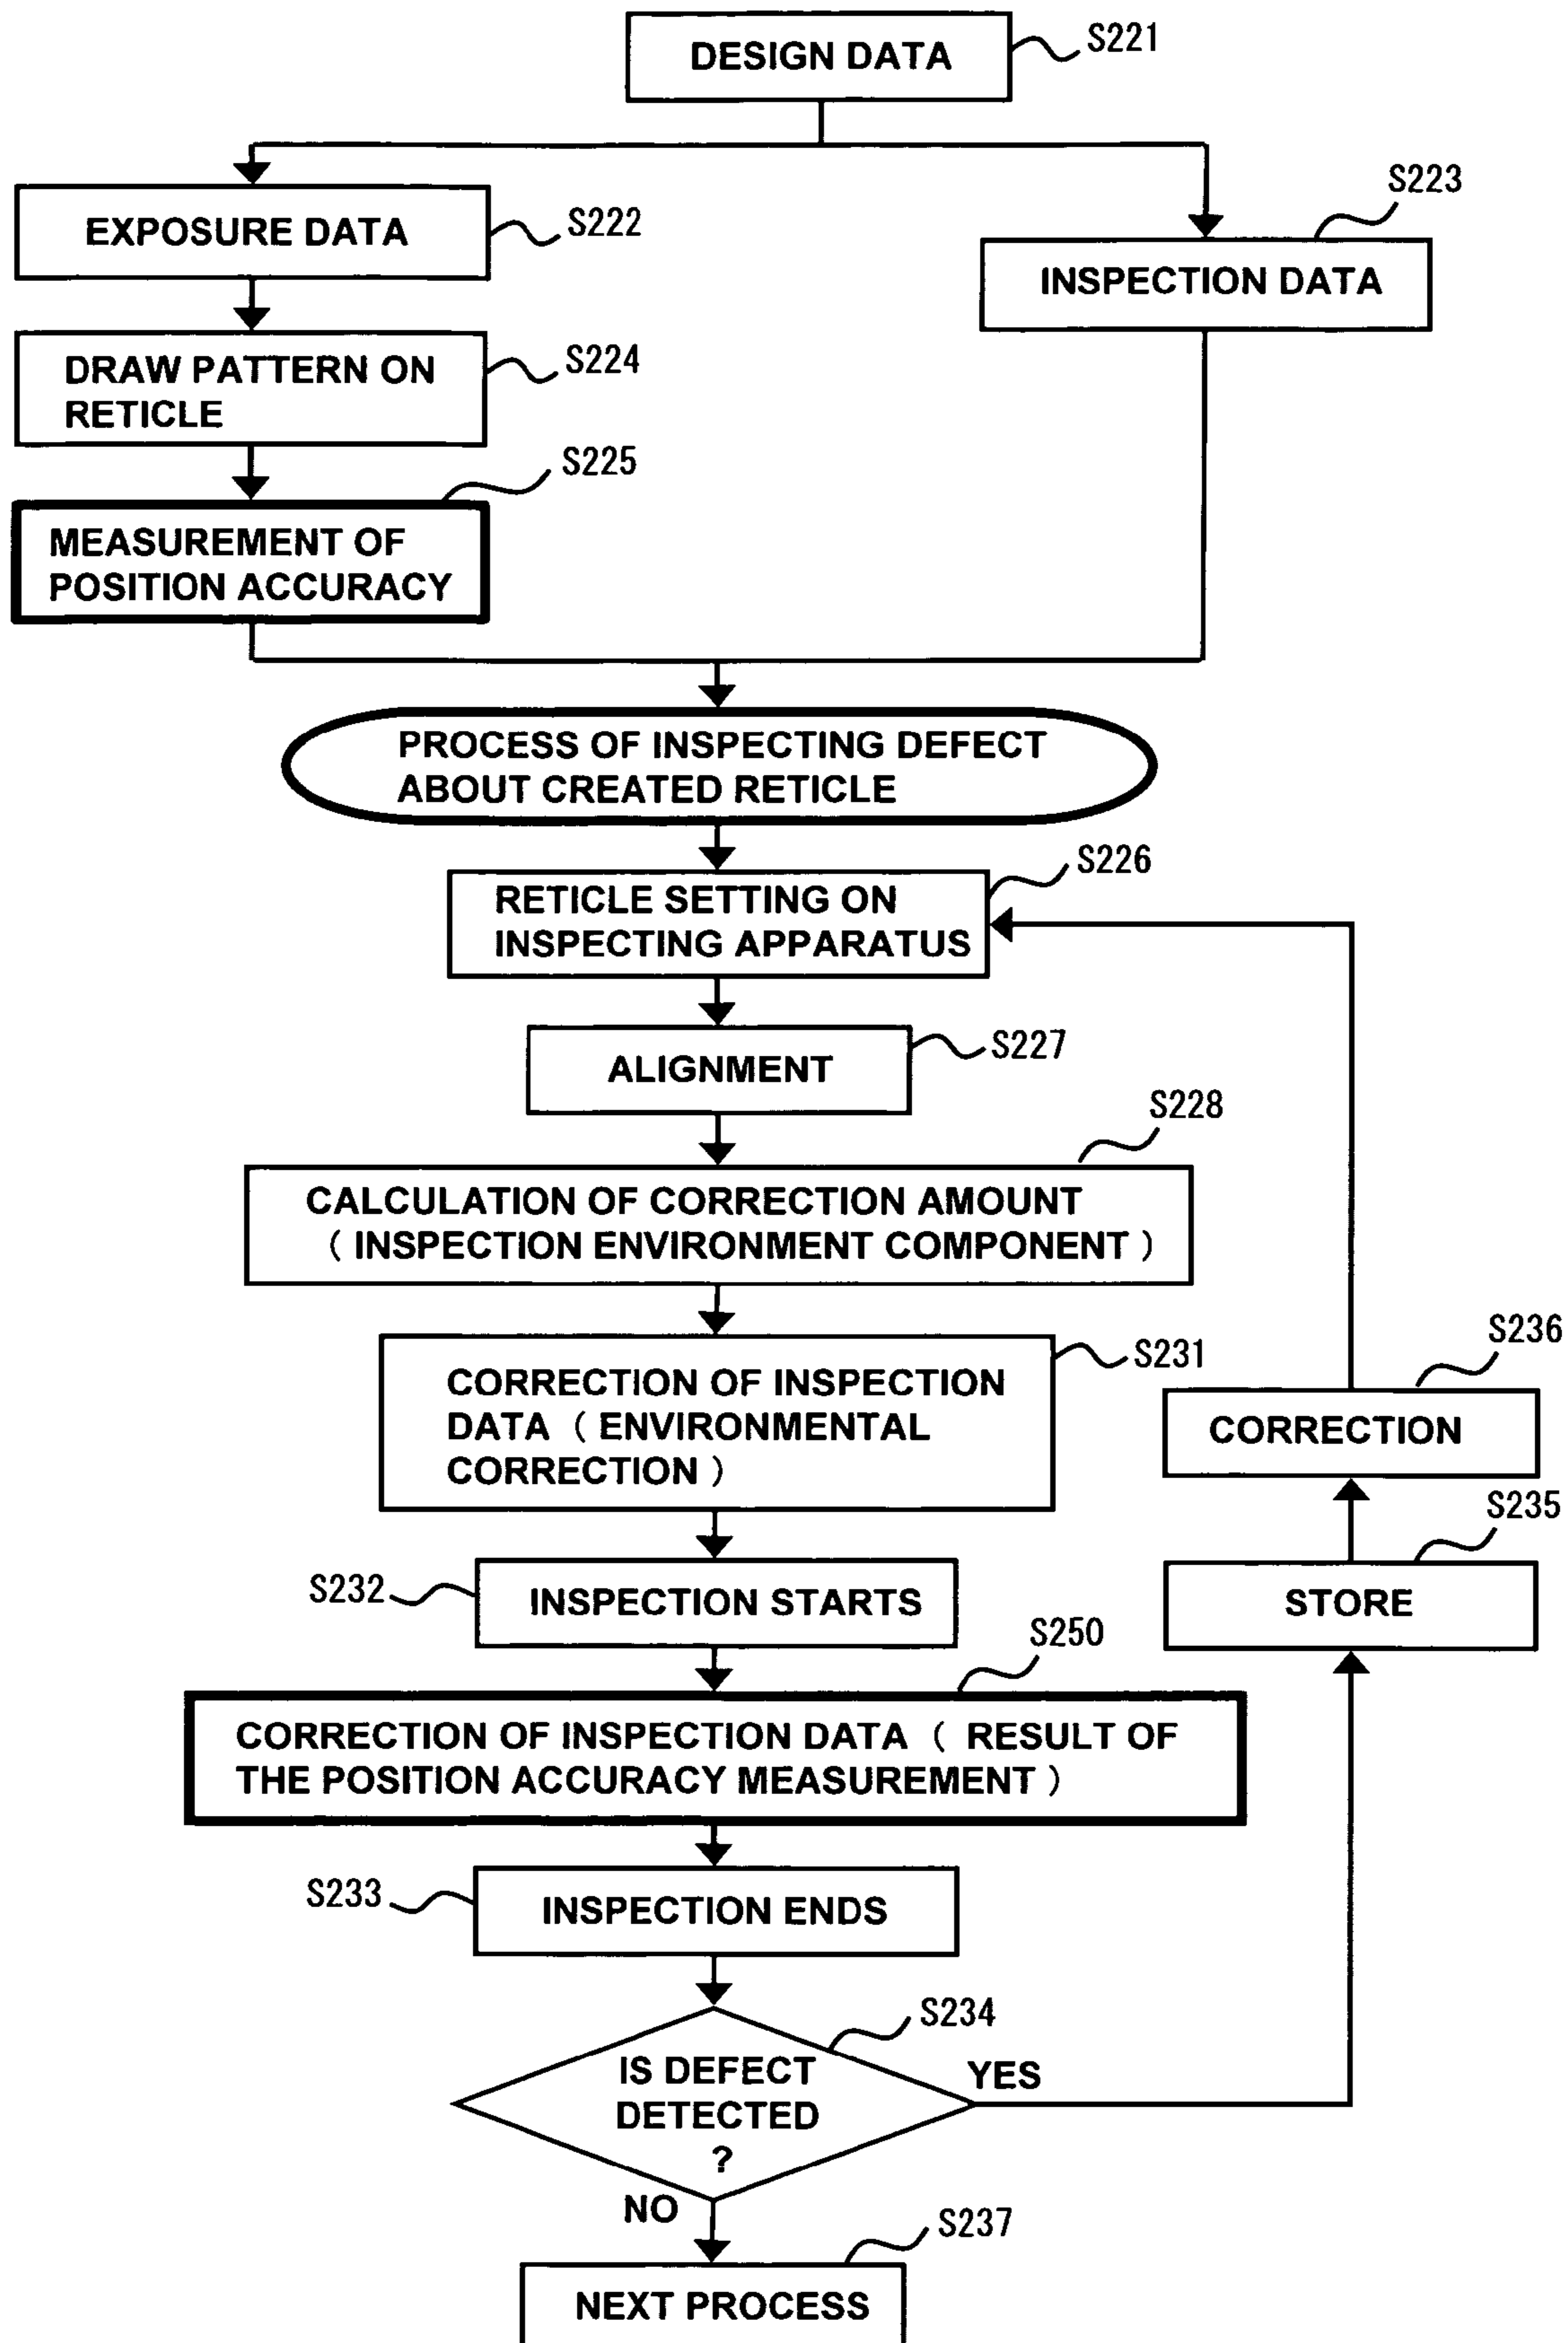 DESIGN DATA
S221
EXPOSURE DATA
S222
S223
INSPECTION DATA
DRAW PATTERN ON
RETICLE
S224
S225
MEASUREMENT OF
POSITION ACCURACY
PROCESS OF INSPECTING DEFECT
ABOUT CREATED RETICLE
S226
RETICLE SETTING ON
INSPECTING APPARATUS
S227
ALIGNMENT
S228
CALCULATION OF CORRECTION AMOUNT
( INSPECTION ENVIRONMENT COMPONENT )
S231
CORRECTION OF INSPECTION
DATA ( ENVIRONMENTAL
CORRECTION )
S236
CORRECTION
S235
STORE
S232
INSPECTION STARTS
S250
CORRECTION OF INSPECTION DATA ( RESULT OF
THE POSITION ACCURACY MEASUREMENT )
S233
INSPECTION ENDS
S234
IS DEFECT
DETECTED
?
YES
NO
S237
NEXT PROCESS